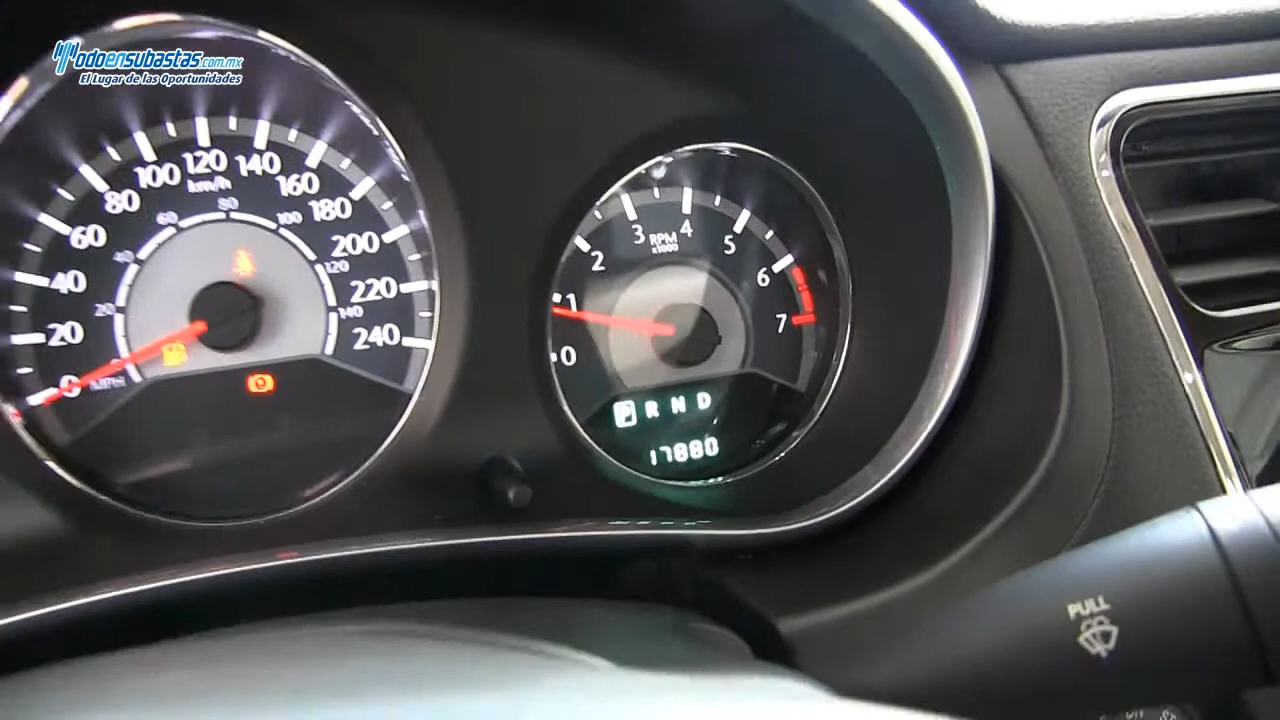 Todoensubastas.com.mx
El Lugar de las Oportunidades
0 20 40 60 80 100 120 140 160 180 200 220 240
km/h
20 40 60 80 100 120 140
MPH
0 1 2 3 4 5 6 7
RPM
x1000
P R N D
17880
PULL